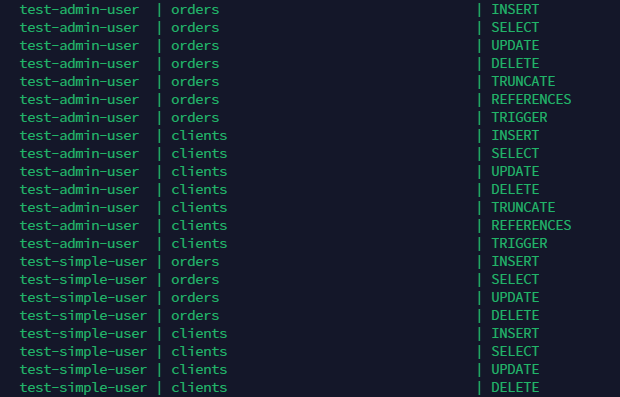 test-admin-user | orders | INSERT
test-admin-user | orders | SELECT
test-admin-user | orders | UPDATE
test-admin-user | orders | DELETE
test-admin-user | orders | TRUNCATE
test-admin-user | orders | REFERENCES
test-admin-user | orders | TRIGGER
test-admin-user | clients | INSERT
test-admin-user | clients | SELECT
test-admin-user | clients | UPDATE
test-admin-user | clients | DELETE
test-admin-user | clients | TRUNCATE
test-admin-user | clients | REFERENCES
test-admin-user | clients | TRIGGER
test-simple-user | orders | INSERT
test-simple-user | orders | SELECT
test-simple-user | orders | UPDATE
test-simple-user | orders | DELETE
test-simple-user | clients | INSERT
test-simple-user | clients | SELECT
test-simple-user | clients | UPDATE
test-simple-user | clients | DELETE